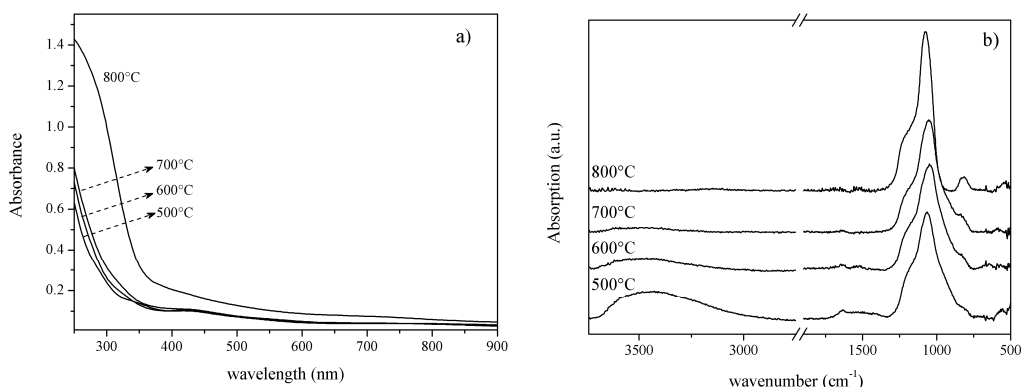 a)
1.4
1.2
1.0
0.8
0.6
0.4
0.2
Absorbance
800°C
700°C
600°C
500°C
300 400 500 600 700 800 900
wavelength (nm)
b)
Absorption (a.u.)
800°C
700°C
600°C
500°C
3500 3000 1500 1000 500
wavenumber (cm⁻¹)